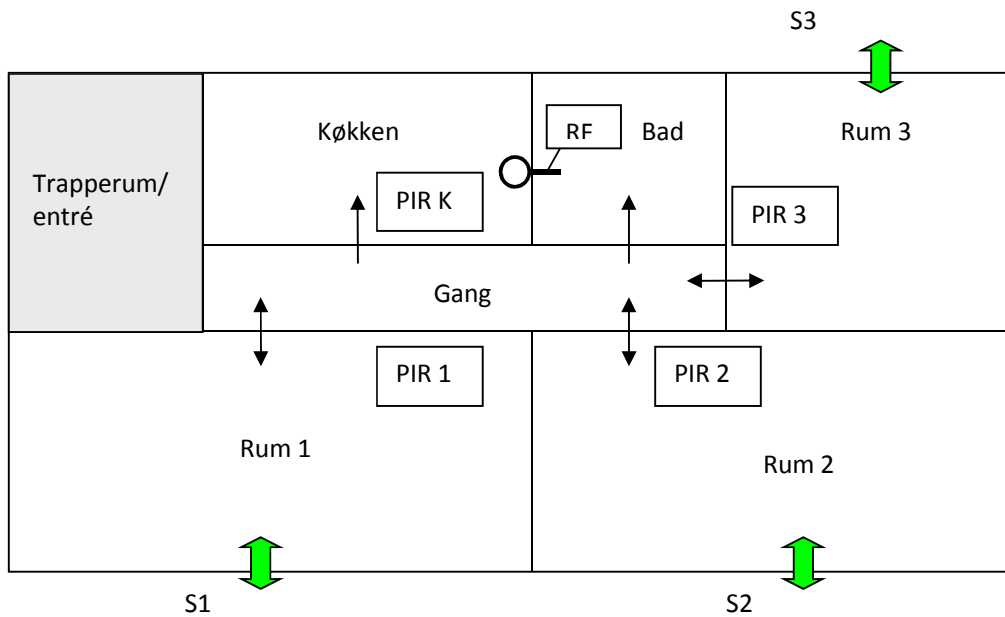 S3
Køkken
RF
Bad
Rum 3
Trapperum/
entré
PIR K
PIR 3
Gang
PIR 1
PIR 2
Rum 1
Rum 2
S1
S2